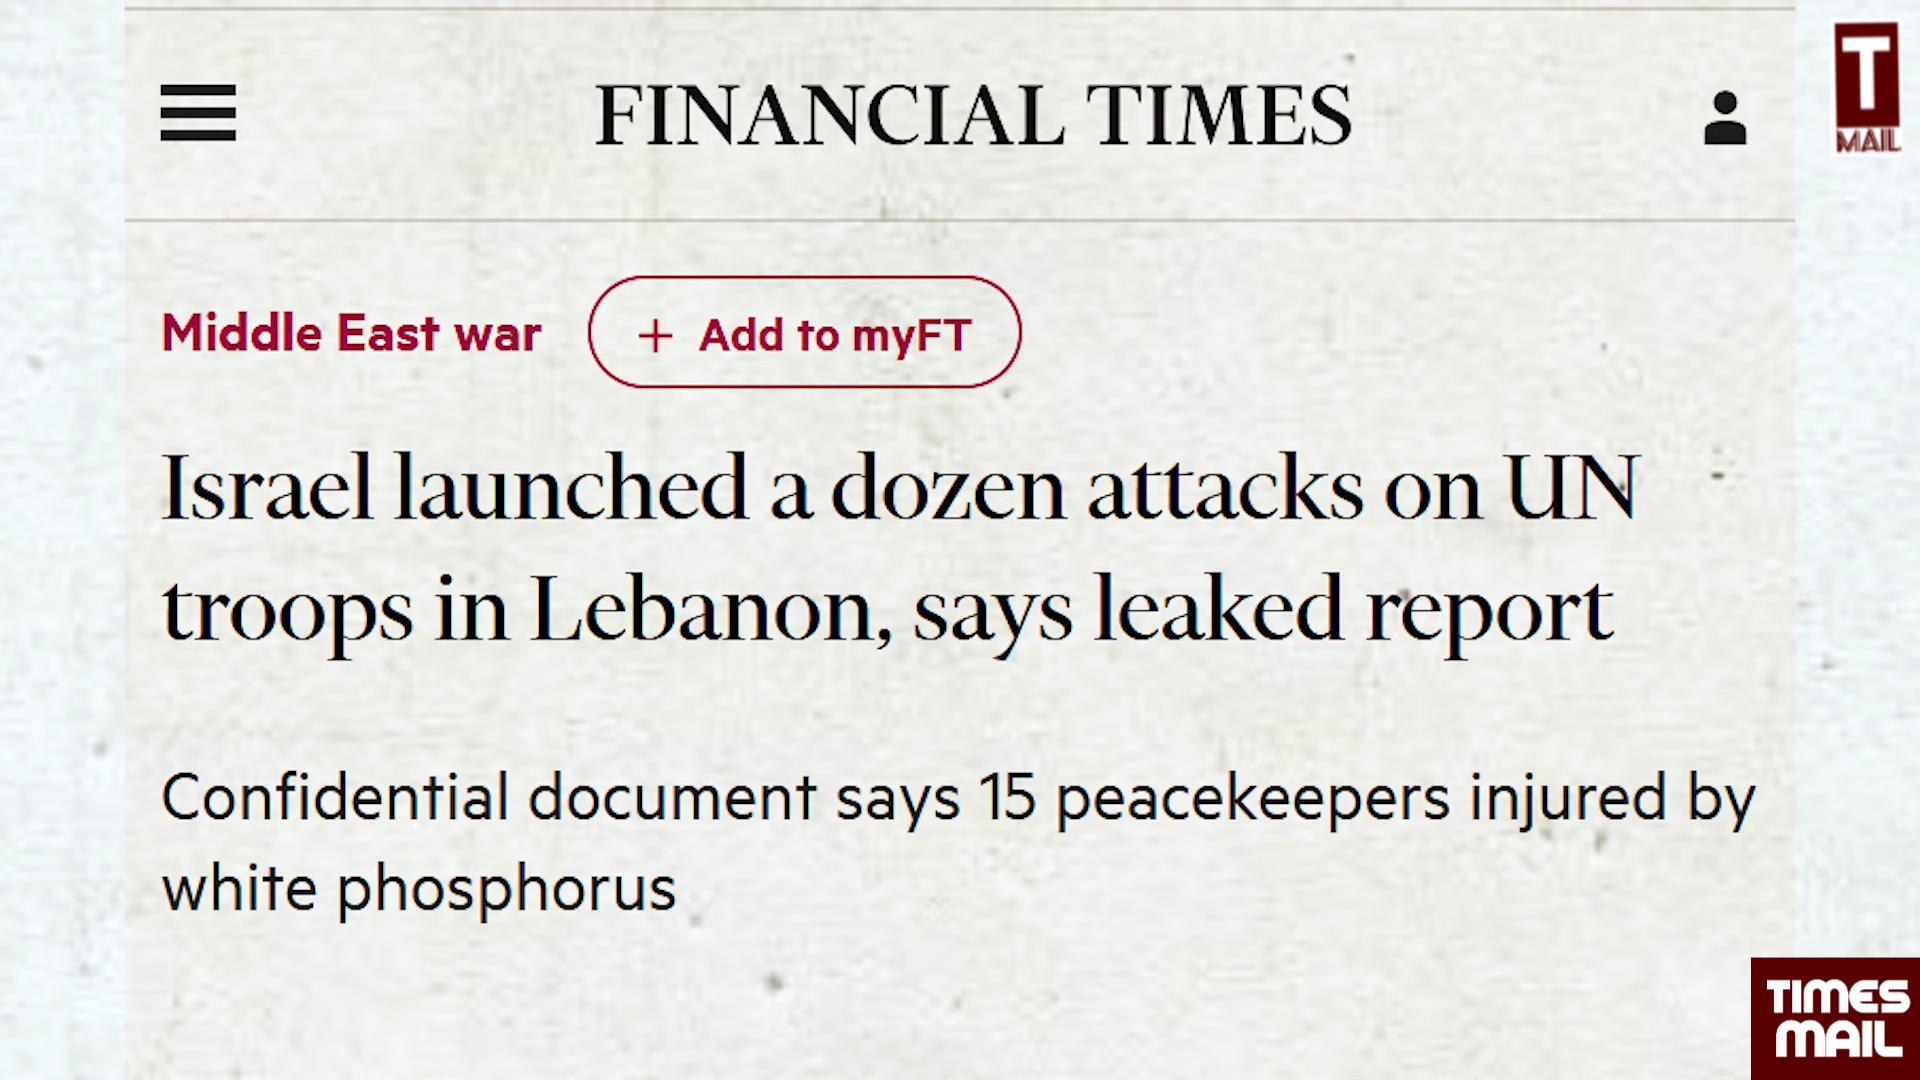 FINANCIAL TIMES
T
MAIL
Middle East war
+ Add to myFT
Israel launched a dozen attacks on UN
troops in Lebanon, says leaked report
Confidential document says 15 peacekeepers injured by
white phosphorus
TIMES
MAIL